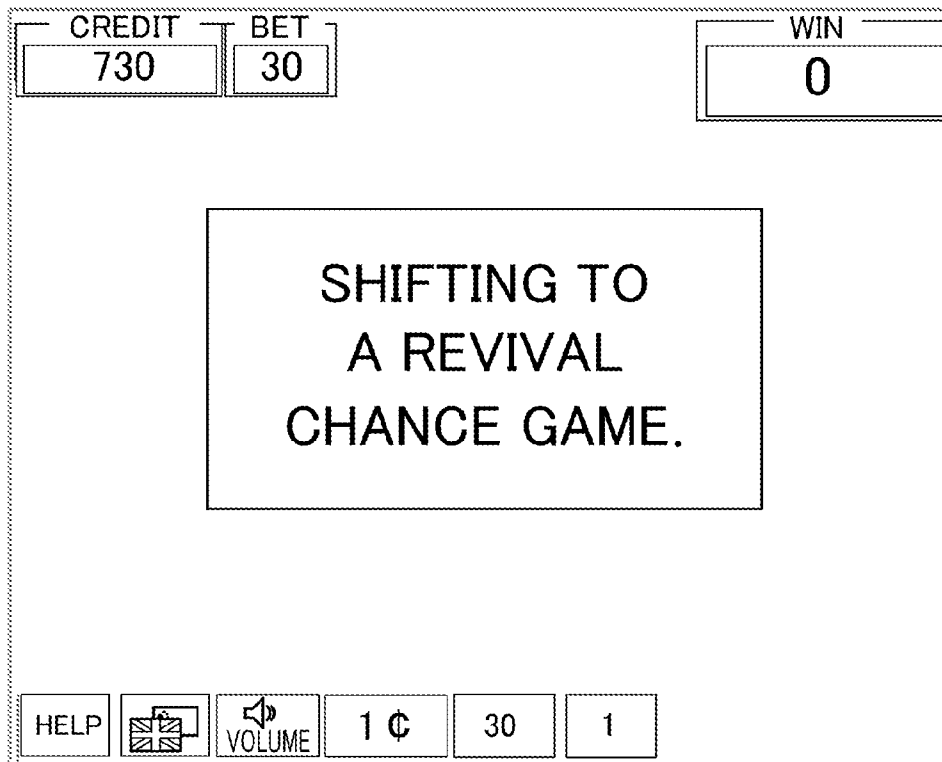 CREDIT BET WIN
730 30 0
SHIFTING TO
A REVIVAL
CHANCE GAME.
HELP VOLUME 1 ¢ 30 1